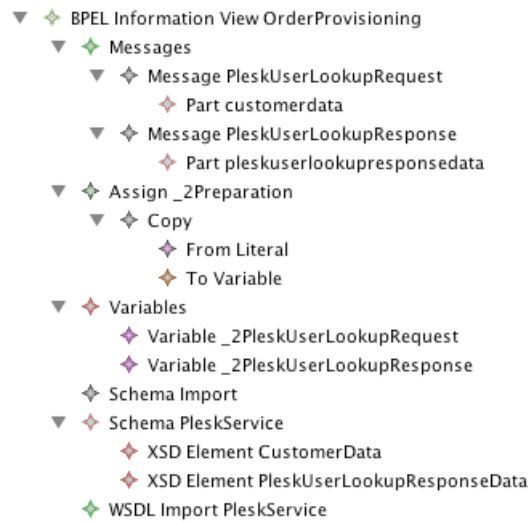 BPEL Information View OrderProvisioning
Messages
Message PleskUserLookupRequest
Part customerdata
Message PleskUserLookupResponse
Part pleskuserlookupresponsedata
Assign _2Preparation
Copy
From Literal
To Variable
Variables
Variable _2PleskUserLookupRequest
Variable _2PleskUserLookupResponse
Schema Import
Schema PleskService
XSD Element CustomerData
XSD Element PleskUserLookupResponseData
WSDL Import PleskService